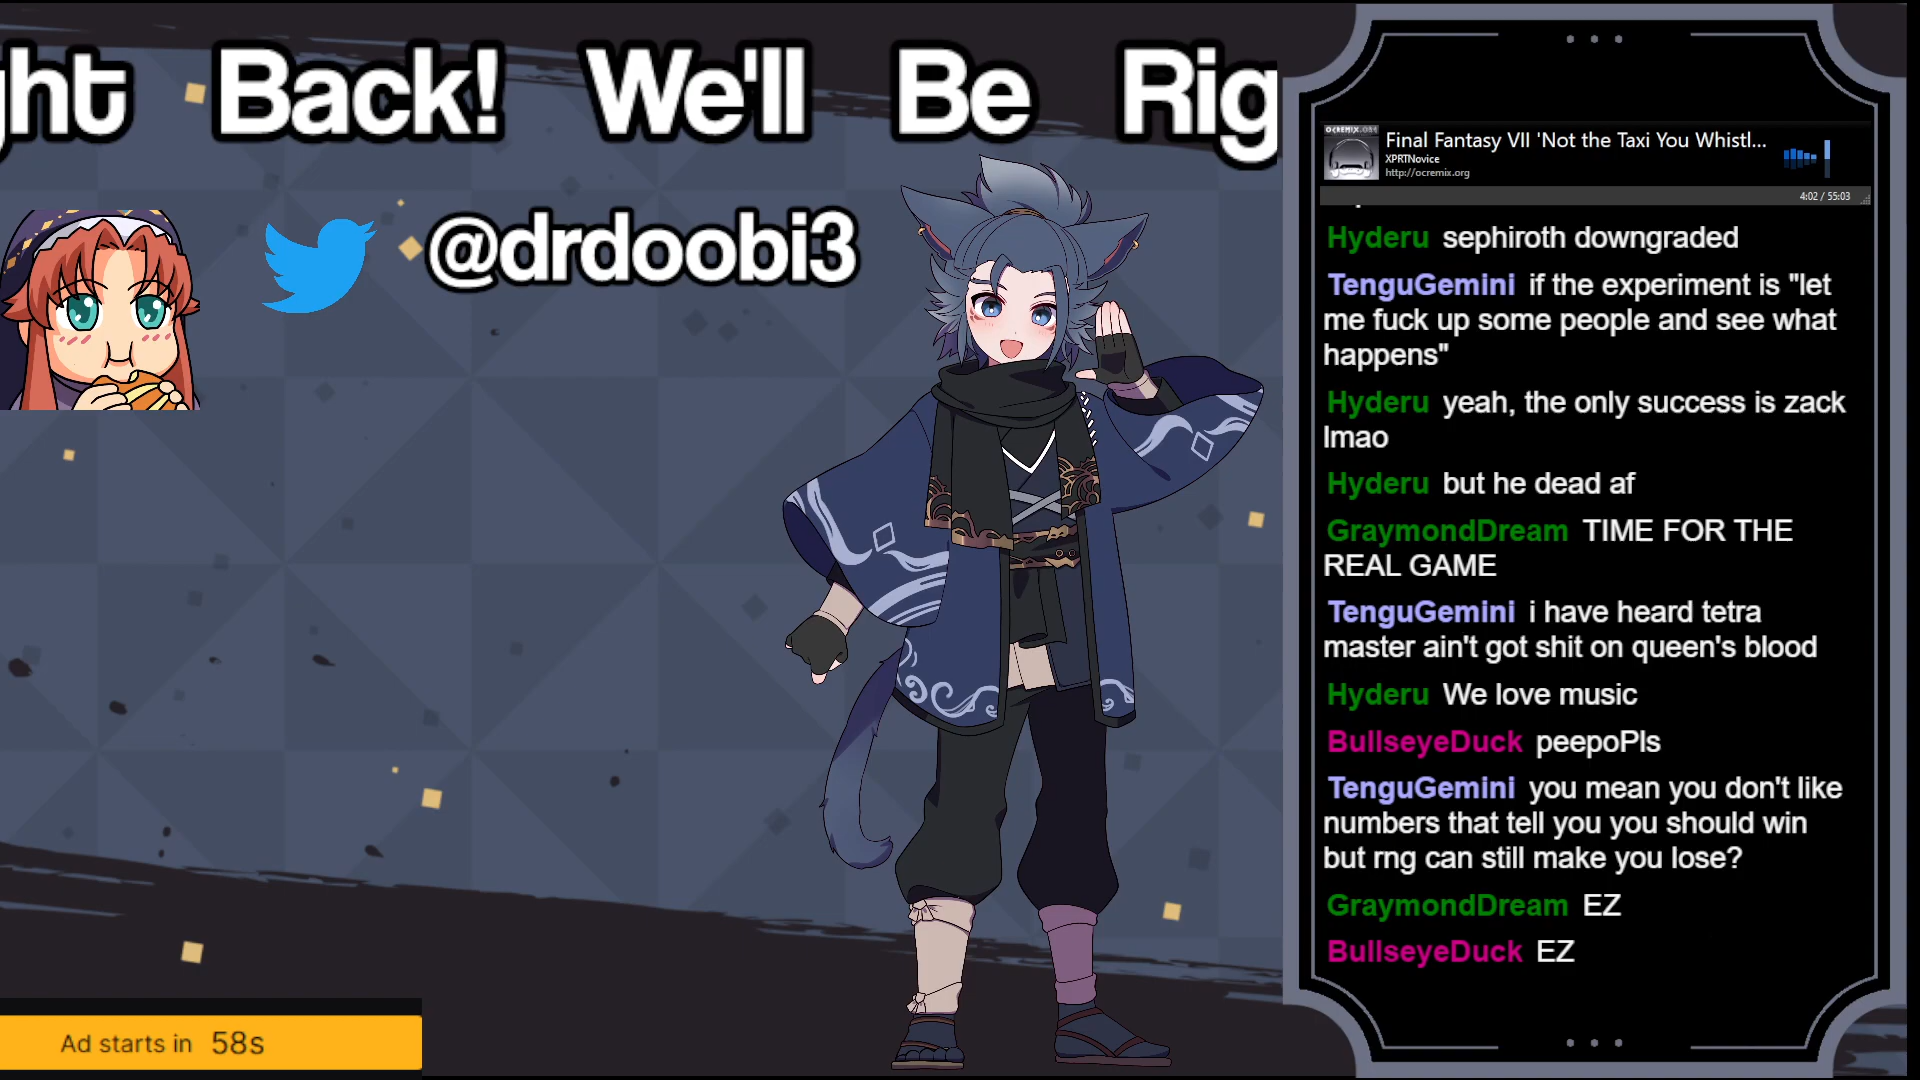 ght Back! We'll Be Rig
@drdoobi3
OCREMIX.ORG
Final Fantasy VII 'Not the Taxi You Whistl...
XPRTNovice
http://ocremix.org
4:02 / 55:03
Hyderu sephiroth downgraded
TenguGemini if the experiment is "let
me fuck up some people and see what
happens"
Hyderu yeah, the only success is zack
lmao
Hyderu but he dead af
GraymondDream TIME FOR THE
REAL GAME
TenguGemini i have heard tetra
master ain't got shit on queen's blood
Hyderu We love music
BullseyeDuck peepoPls
TenguGemini you mean you don't like
numbers that tell you you should win
but rng can still make you lose?
GraymondDream EZ
BullseyeDuck EZ
Ad starts in 58s